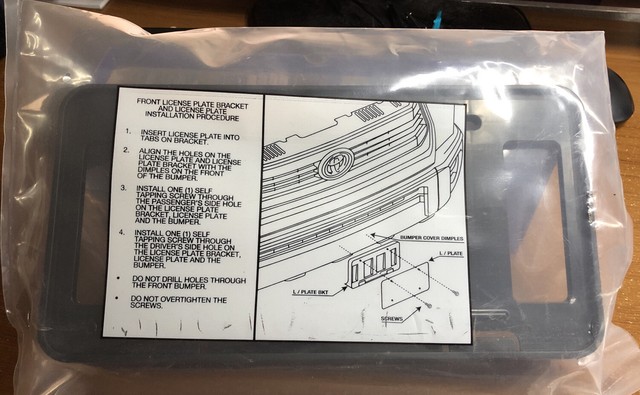 FRONT LICENSE PLATE BRACKET
AND LICENSE PLATE
INSTALLATION PROCEDURE
1. INSERT LICENSE PLATE INTO
TABS ON BRACKET.
2. ALIGN THE HOLES ON THE
LICENSE PLATE AND LICENSE
PLATE BRACKET WITH THE
DIMPLES ON THE FRONT
OF THE BUMPER.
3. INSTALL ONE (1) SELF
TAPPING SCREW THROUGH
THE PASSENGER'S SIDE HOLE
ON THE LICENSE PLATE
BRACKET, LICENSE PLATE
AND THE BUMPER.
4. INSTALL ONE (1) SELF
TAPPING SCREW THROUGH
THE DRIVER'S SIDE HOLE ON
THE LICENSE PLATE BRACKET,
LICENSE PLATE AND THE
BUMPER.
• DO NOT DRILL HOLES THROUGH
THE FRONT BUMPER.
• DO NOT OVERTIGHTEN THE
SCREWS.
BUMPER COVER DIMPLES
L / PLATE
L / PLATE BKT
SCREWS